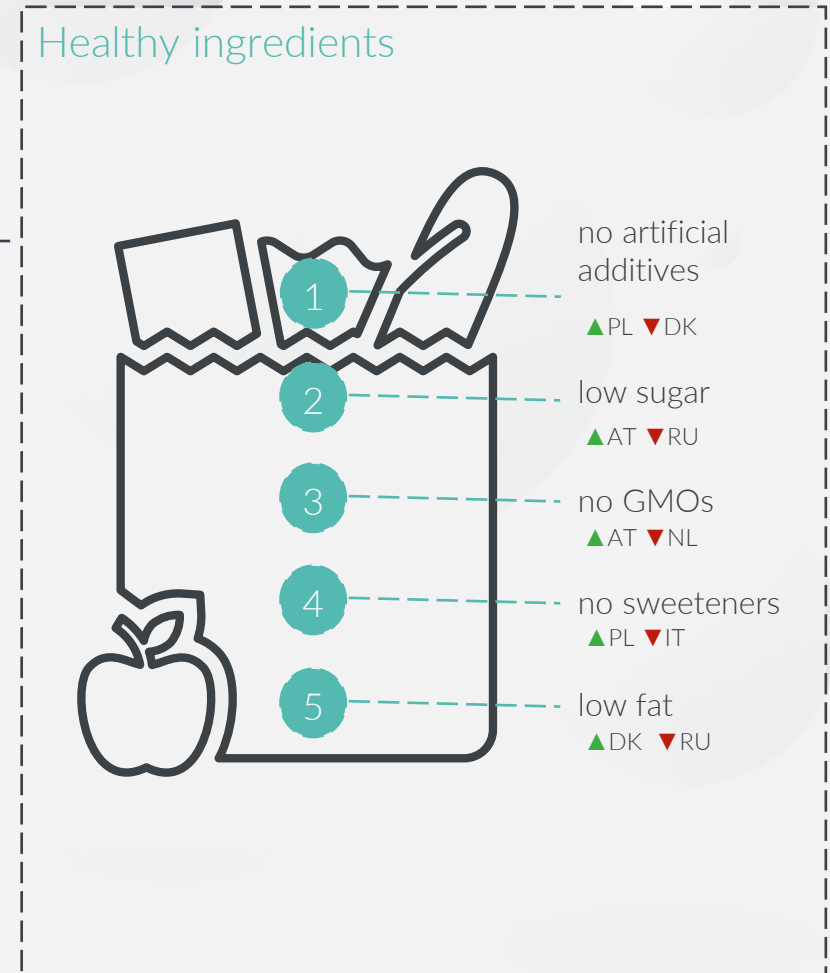 Healthy ingredients
1
no artificial
additives
▲PL ▼DK
2
low sugar
▲AT ▼RU
3
no GMOs
▲AT ▼NL
4
no sweeteners
▲PL ▼IT
5
low fat
▲DK ▼RU